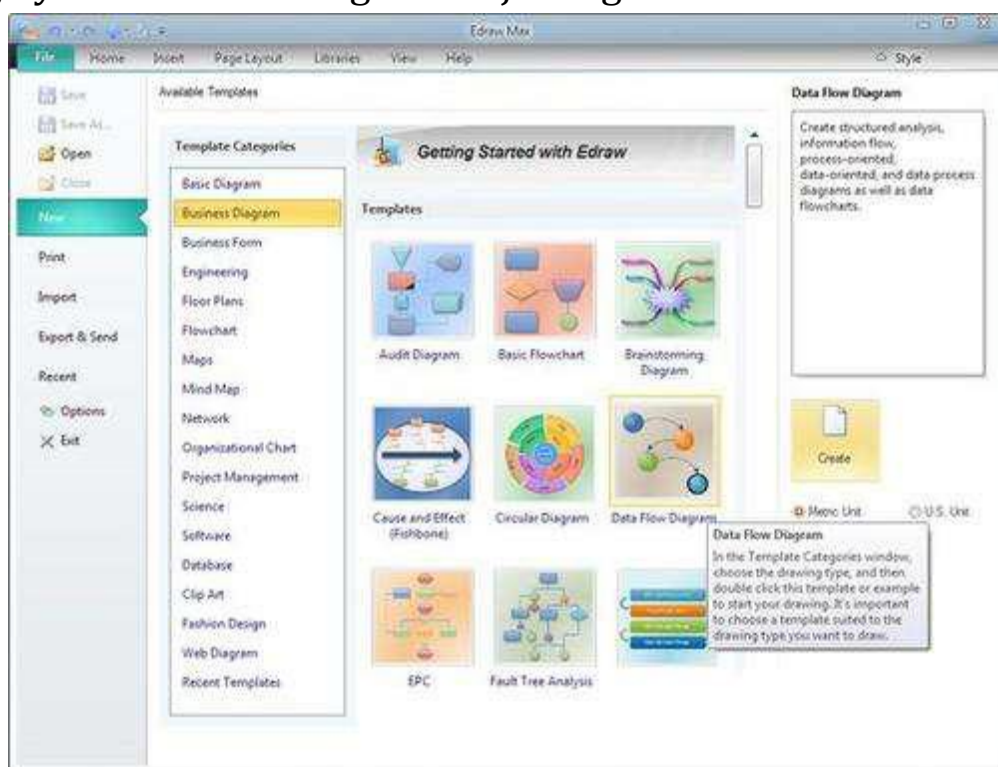 Edraw Max
File Home Insert Page Layout Libraries View Help Style
Save
Save As...
Open
Close
New
Print
Import
Export & Send
Recent
Options
Exit
Available Templates
Template Categories
Basic Diagram
Business Diagram
Business Form
Engineering
Floor Plans
Flowchart
Maps
Mind Map
Network
Organizational Chart
Project Management
Science
Software
Database
Clip Art
Fashion Design
Web Diagram
Recent Templates
Getting Started with Edraw
Templates
Audit Diagram
Basic Flowchart
Brainstorming
Diagram
Cause and Effect
(Fishbone)
Circular Diagram
Data Flow Diagram
EPC
Fault Tree Analysis
Data Flow Diagram
Create structured analysis,
information flow,
process-oriented,
data-oriented, and data process
diagrams as well as data
flowcharts.
Create
Metric Unit
U.S. Unit
Data Flow Diagram
In the Template Categories window,
choose the drawing type, and then
double click this template or example
to start your drawing. It's important
to choose a template suited to the
drawing type you want to draw.